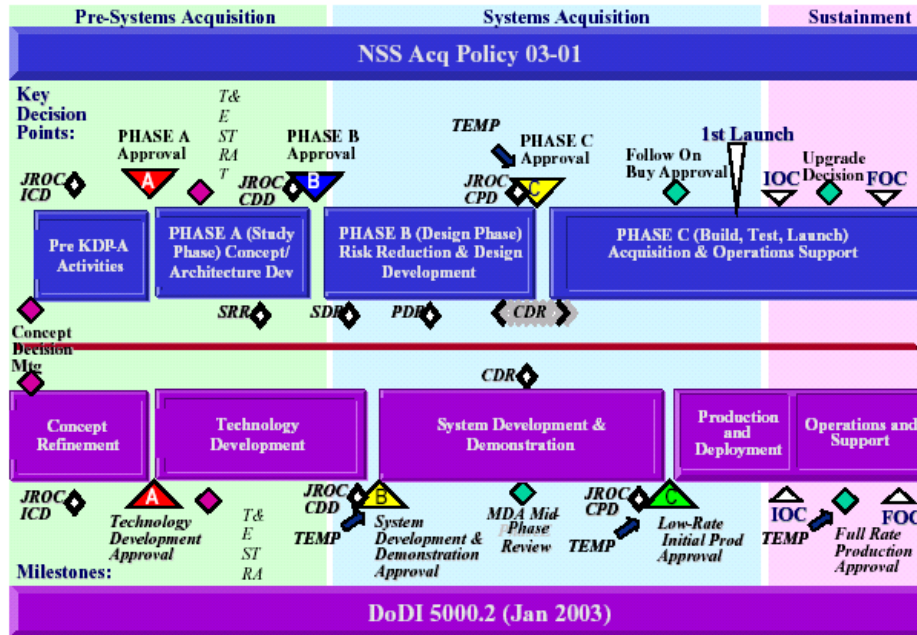 Pre-Systems Acquisition
Systems Acquisition
Sustainment
NSS Acq Policy 03-01
Key
Decision
Points:
T&
E
ST
RA
T
PHASE A
Approval
PHASE B
Approval
TEMP
PHASE C
Approval
1st Launch
Follow On
Buy Approval
Upgrade
Decision
JROC
ICD
A
JROC
CDD
B
JROC
CPD
C
IOC
FOC
Pre KDP-A
Activities
PHASE A (Study
Phase) Concept/
Architecture Dev
PHASE B (Design Phase)
Risk Reduction & Design
Development
PHASE C (Build, Test, Launch)
Acquisition & Operations Support
SRR
SDR
PDR
CDR
Concept
Decision
Mtg
CDR
Concept
Refinement
Technology
Development
System Development &
Demonstration
Production
and
Deployment
Operations and
Support
JROC
ICD
A
Technology
Development
Approval
T&
E
ST
RA
JROC
CDD
TEMP
B
System
Development &
Demonstration
Approval
MDA Mid-
Phase
Review
JROC
CPD
TEMP
C
Low-Rate
Initial Prod
Approval
IOC
TEMP
Full Rate
Production
Approval
FOC
Milestones:
DoDI 5000.2 (Jan 2003)